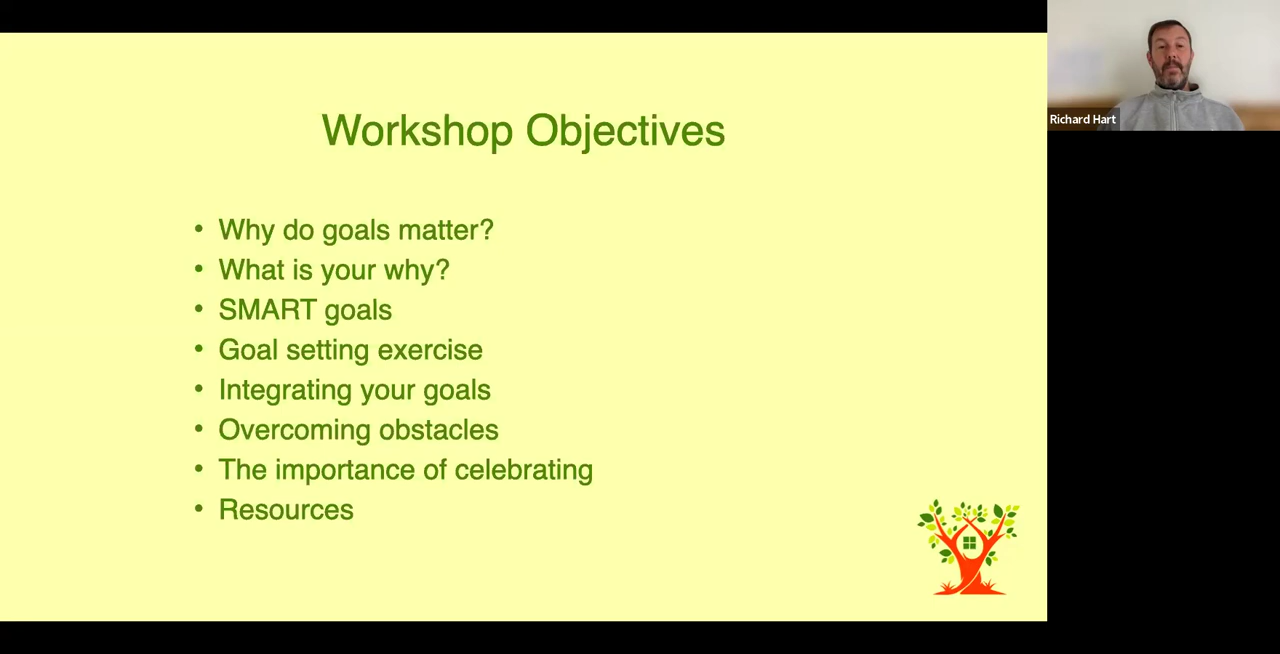 Workshop Objectives
• Why do goals matter?
• What is your why?
• SMART goals
• Goal setting exercise
• Integrating your goals
• Overcoming obstacles
• The importance of celebrating
• Resources
Richard Hart